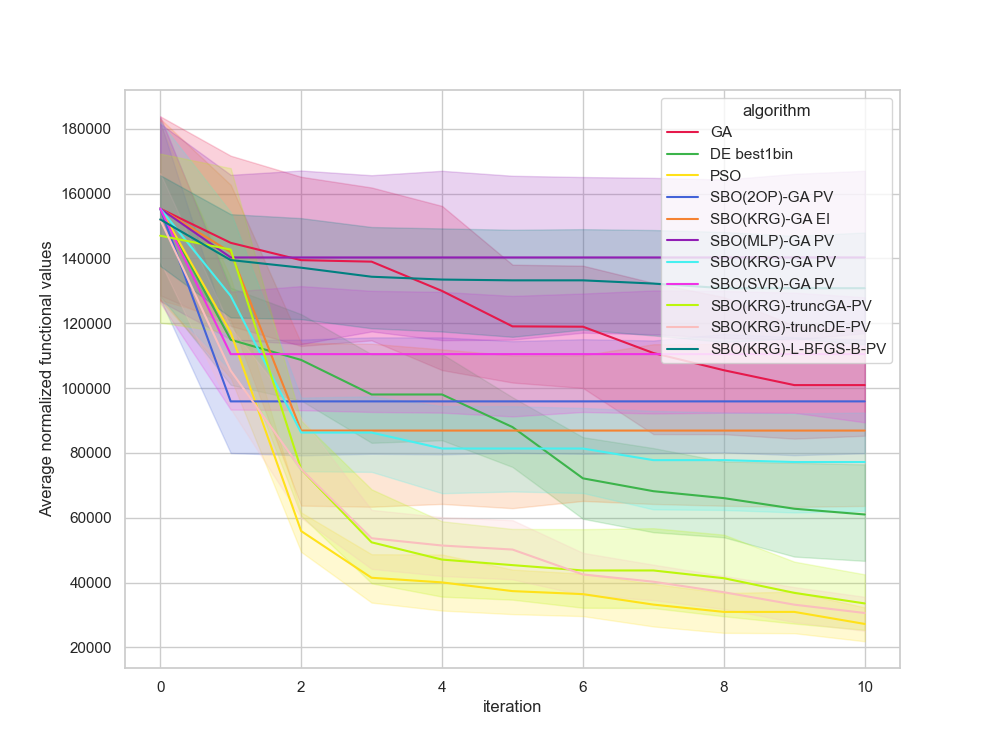 180000
160000
140000
120000
100000
80000
60000
40000
20000
Average normalized functional values
0
2
4
6
8
10
iteration
algorithm
GA
DE best1bin
PSO
SBO(2OP)-GA PV
SBO(KRG)-GA EI
SBO(MLP)-GA PV
SBO(KRG)-GA PV
SBO(SVR)-GA PV
SBO(KRG)-truncGA-PV
SBO(KRG)-truncDE-PV
SBO(KRG)-L-BFGS-B-PV